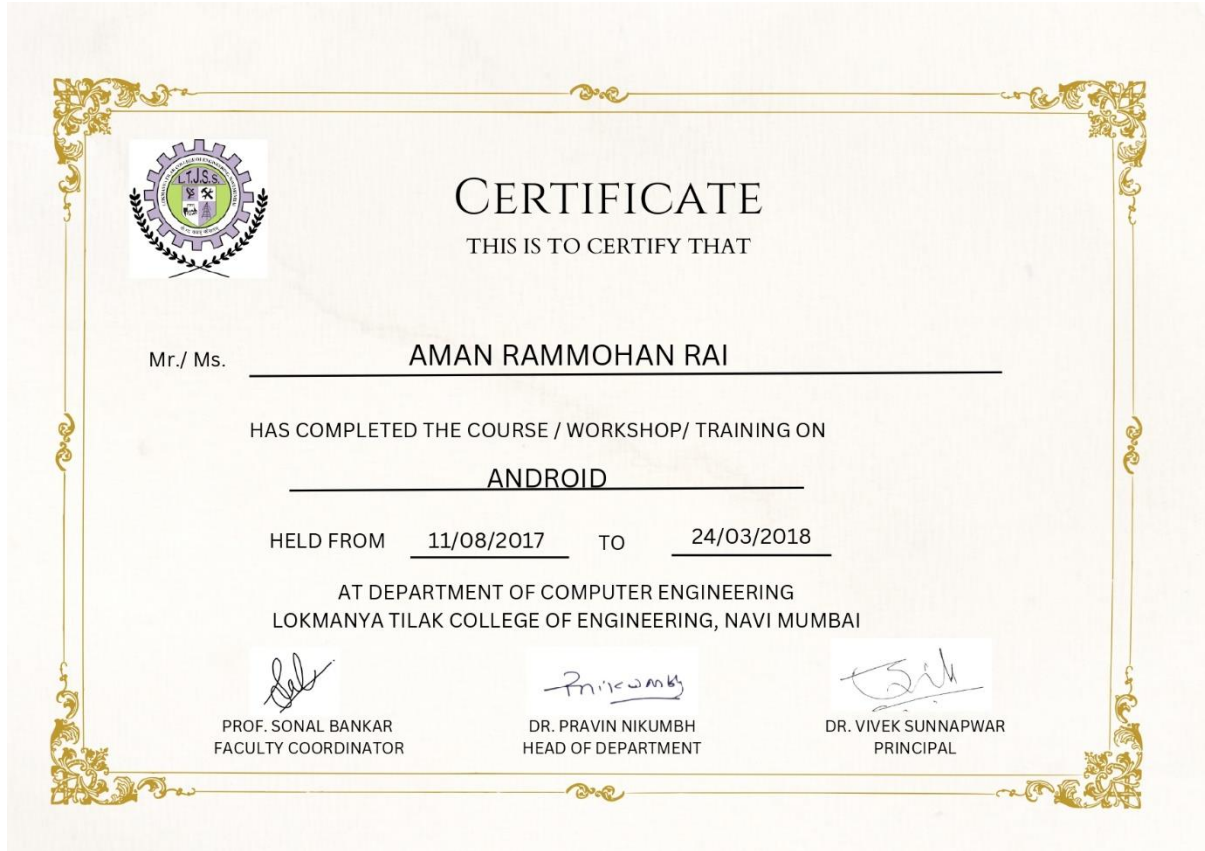 L.T.J.S.S.
CERTIFICATE
THIS IS TO CERTIFY THAT
Mr./ Ms. AMAN RAMMOHAN RAI
HAS COMPLETED THE COURSE / WORKSHOP/ TRAINING ON
ANDROID
HELD FROM 11/08/2017 TO 24/03/2018
AT DEPARTMENT OF COMPUTER ENGINEERING
LOKMANYA TILAK COLLEGE OF ENGINEERING, NAVI MUMBAI
PROF. SONAL BANKAR DR. PRAVIN NIKUMBH DR. VIVEK SUNNAPWAR
FACULTY COORDINATOR HEAD OF DEPARTMENT PRINCIPAL